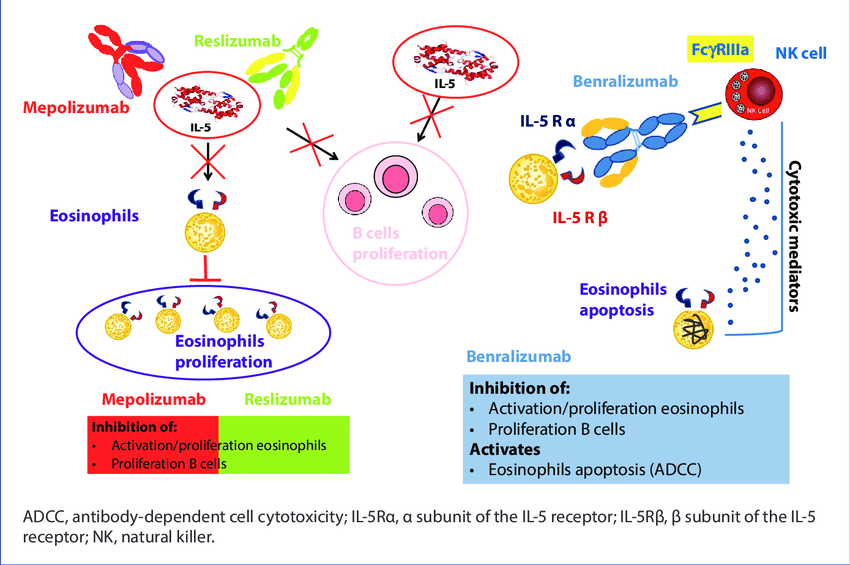 Reslizumab
Mepolizumab
IL-5
IL-5
FcγRIIIa
NK cell
Benralizumab
NK Cell
IL-5 R α
IL-5 R β
Eosinophils
B cells
proliferation
Cytotoxic mediators
Eosinophils
apoptosis
Eosinophils
proliferation
Mepolizumab Reslizumab
Inhibition of:
• Activation/proliferation eosinophils
• Proliferation B cells
Benralizumab
Inhibition of:
• Activation/proliferation eosinophils
• Proliferation B cells
Activates
• Eosinophils apoptosis (ADCC)
ADCC, antibody-dependent cell cytotoxicity; IL-5Rα, α subunit of the IL-5 receptor; IL-5Rβ, β subunit of the IL-5
receptor; NK, natural killer.